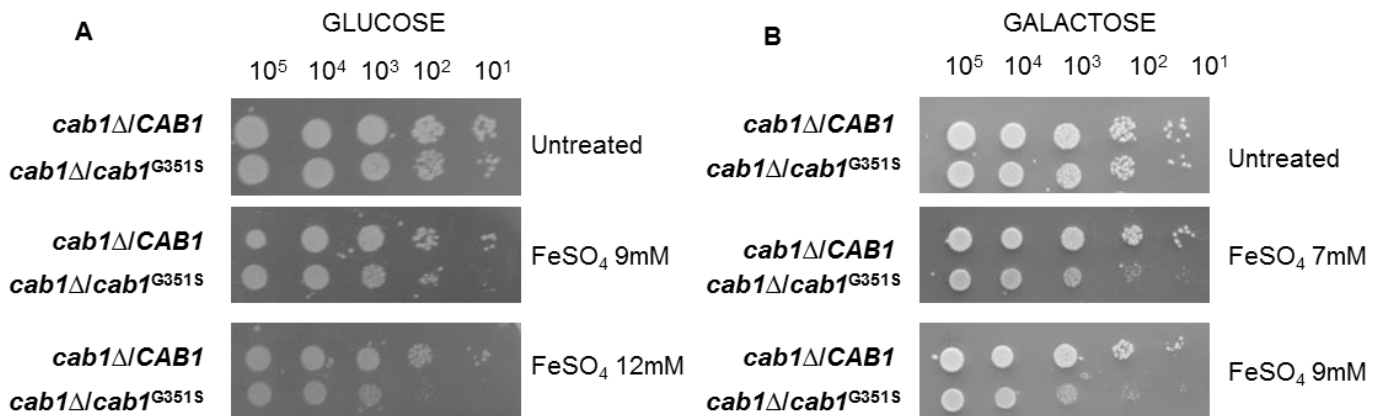 A
GLUCOSE
10⁵ 10⁴ 10³ 10² 10¹
cab1Δ/CAB1
cab1Δ/cab1ᴳ³⁵¹ˢ
Untreated
cab1Δ/CAB1
cab1Δ/cab1ᴳ³⁵¹ˢ
FeSO₄ 9mM
cab1Δ/CAB1
cab1Δ/cab1ᴳ³⁵¹ˢ
FeSO₄ 12mM
B
GALACTOSE
10⁵ 10⁴ 10³ 10² 10¹
cab1Δ/CAB1
cab1Δ/cab1ᴳ³⁵¹ˢ
Untreated
cab1Δ/CAB1
cab1Δ/cab1ᴳ³⁵¹ˢ
FeSO₄ 7mM
cab1Δ/CAB1
cab1Δ/cab1ᴳ³⁵¹ˢ
FeSO₄ 9mM